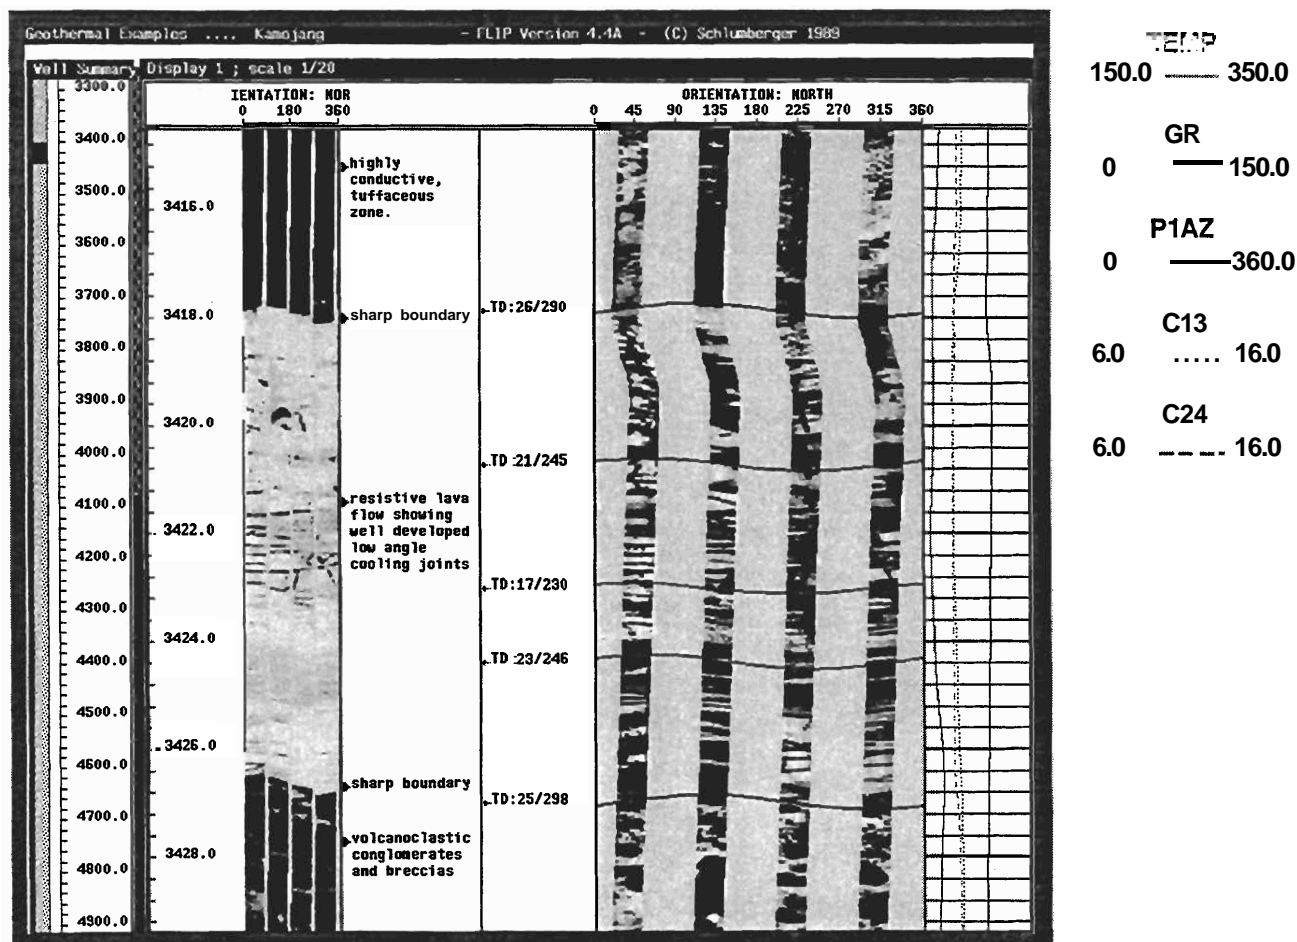 Geothermal Examples .... Kamojang - FLIP Version 4.4A - (C) Schlumberger 1989
Well Summary Display 1 ; scale 1/20
IENTATION: NOR
0 180 360
ORIENTATION: NORTH
0 45 90 135 180 225 270 315 360
3300.0
3400.0
3500.0
3600.0
3700.0
3800.0
3900.0
4000.0
4100.0
4200.0
4300.0
4400.0
4500.0
4600.0
4700.0
4800.0
4900.0
3416.0
3418.0
3420.0
3422.0
3424.0
3426.0
3428.0
highly
conductive,
tuffaceous
zone.
sharp boundary
resistive lava
flow showing
well developed
low angle
cooling joints
sharp boundary
volcanoclastic
conglomerates
and breccias
TD:26/290
TD:21/245
TD:17/230
TD:23/246
TD:25/298
TEMP
150.0 350.0
GR
0 150.0
P1AZ
0 360.0
C13
6.0 16.0
C24
6.0 16.0